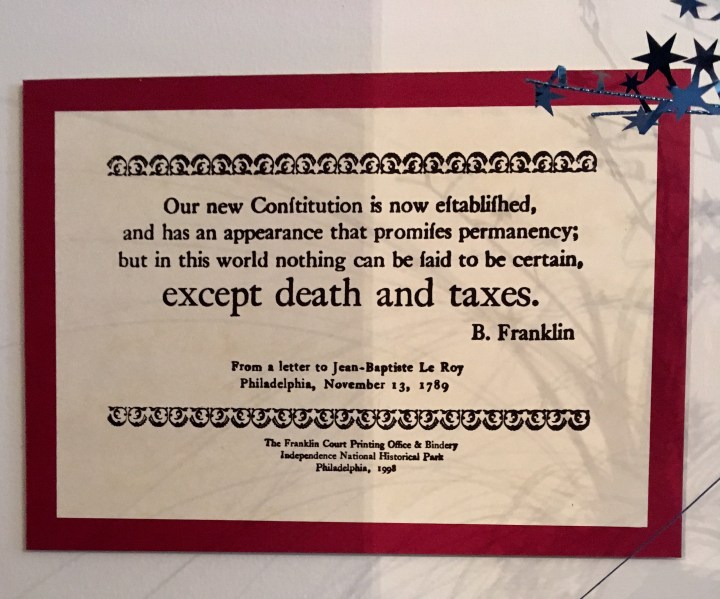 Our new Conſtitution is now eſtabliſhed,
and has an appearance that promiſes permanency;
but in this world nothing can be ſaid to be certain,
except death and taxes.
B. Franklin
From a letter to Jean-Baptiste Le Roy
Philadelphia, November 13, 1789
The Franklin Court Printing Office & Bindery
Independence National Historical Park
Philadelphia, 1998